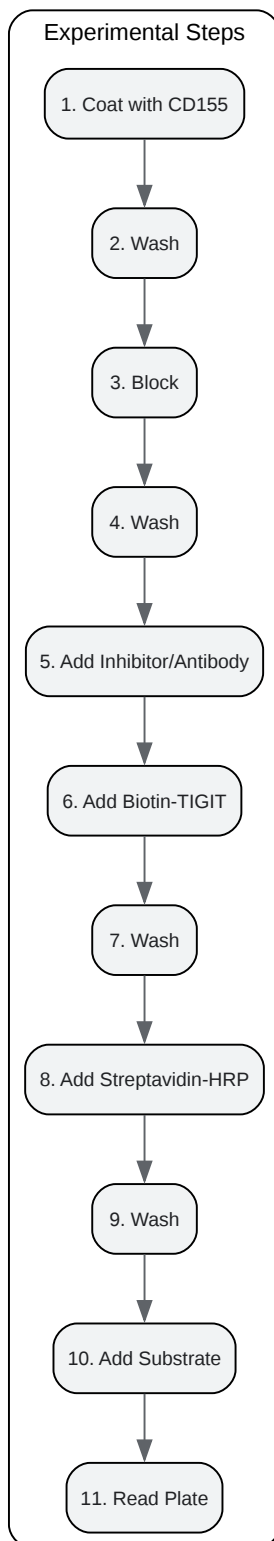 Experimental Steps
1. Coat with CD155
2. Wash
3. Block
4. Wash
5. Add Inhibitor/Antibody
6. Add Biotin-TIGIT
7. Wash
8. Add Streptavidin-HRP
9. Wash
10. Add Substrate
11. Read Plate